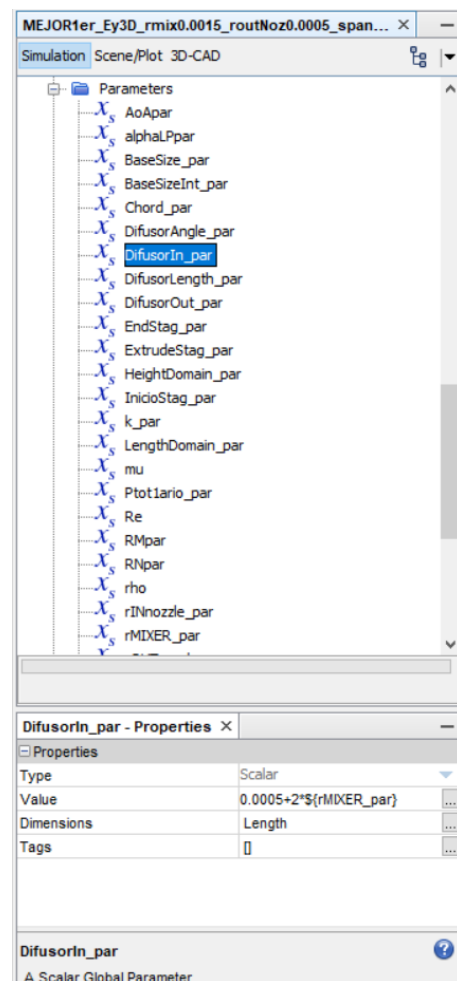 MEJOR1er_Ey3D_rmix0.0015_routNoz0.0005_span... ×
Simulation Scene/Plot 3D-CAD
Parameters
AoApar
alphaLPpar
BaseSize_par
BaseSizeInt_par
Chord_par
DifusorAngle_par
DifusorIn_par
DifusorLength_par
DifusorOut_par
EndStag_par
ExtrudeStag_par
HeightDomain_par
InicioStag_par
k_par
LengthDomain_par
mu
Ptot1ario_par
Re
RMpar
RNpar
rho
rINnozzle_par
rMIXER_par
DifusorIn_par - Properties ×
Properties
Type Scalar
Value 0.0005+2*${rMIXER_par} ...
Dimensions Length ...
Tags [] ...
DifusorIn_par
A Scalar Global Parameter